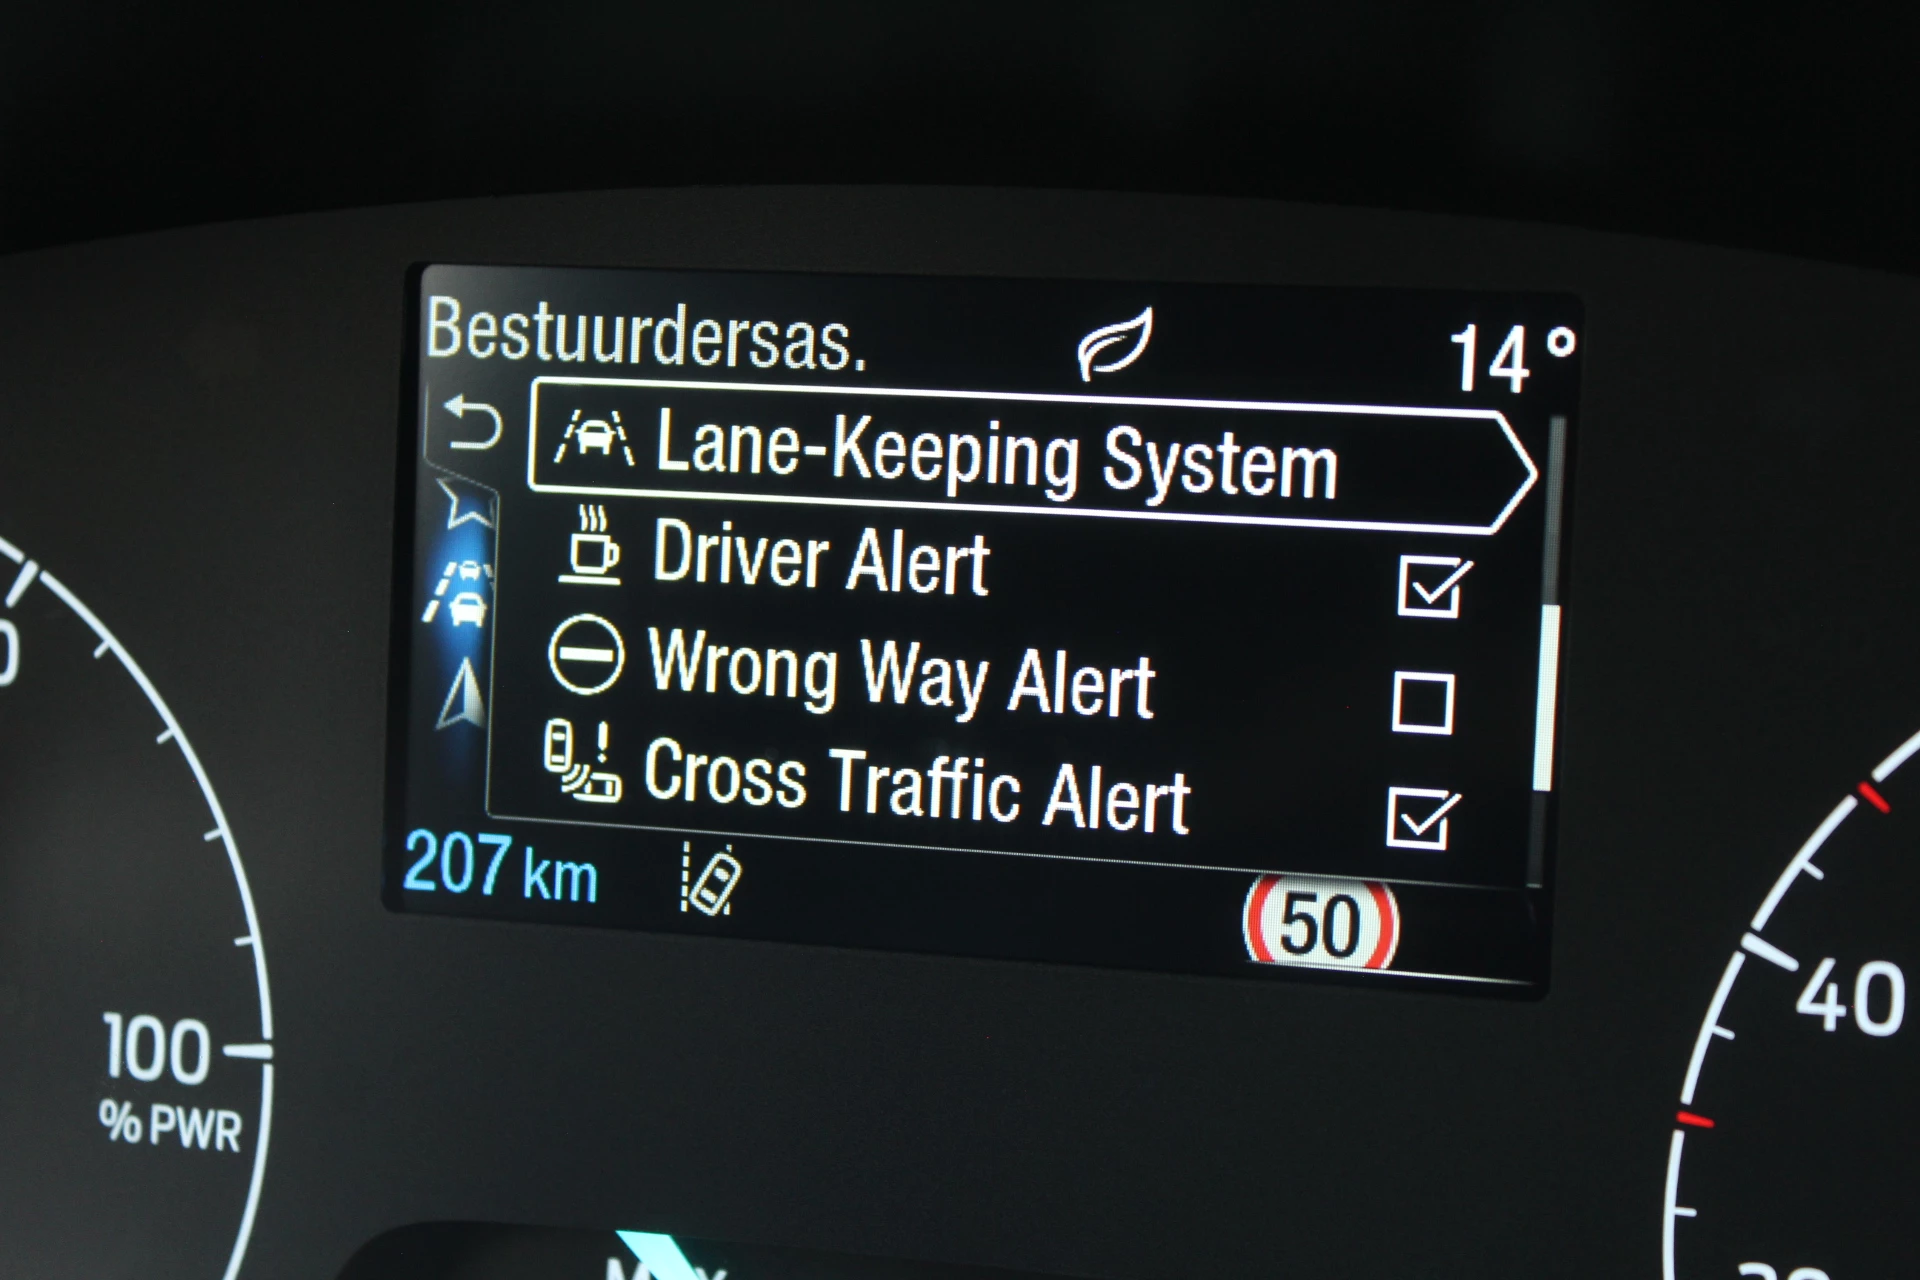 Bestuurdersas.
14°
Lane-Keeping System
Driver Alert
Wrong Way Alert
Cross Traffic Alert
207 km
50
100
% PWR
40